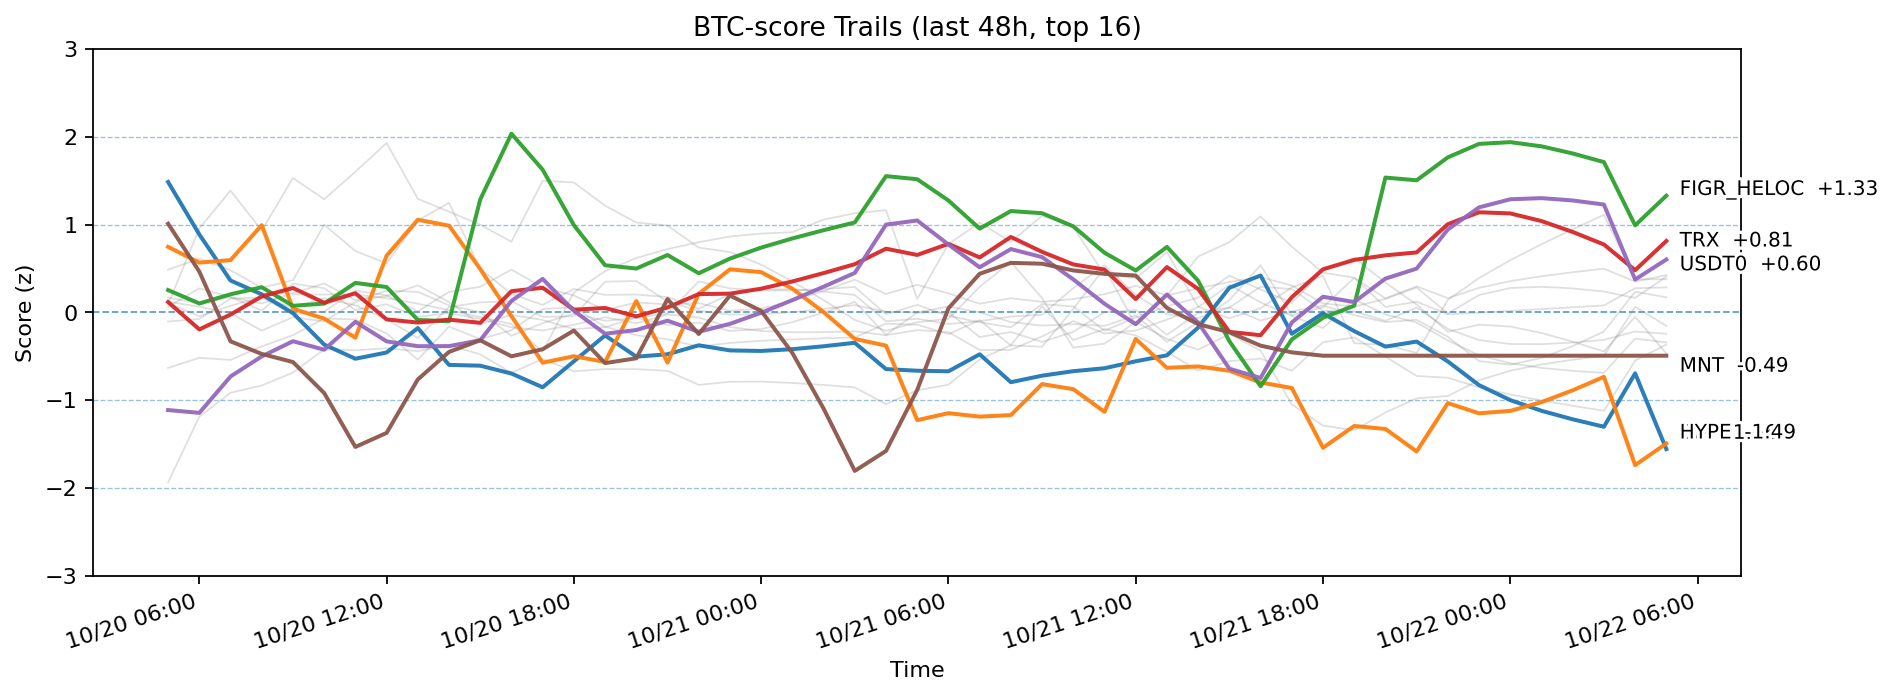 BTC-score Trails (last 48h, top 16)
Score (z)
3
2
1
0
−1
−2
−3
FIGR_HELOC +1.33
TRX +0.81
USDT0 +0.60
MNT -0.49
HYPE -1.49
10/20 06:00
10/20 12:00
10/20 18:00
10/21 00:00
10/21 06:00
10/21 12:00
10/21 18:00
10/22 00:00
10/22 06:00
Time